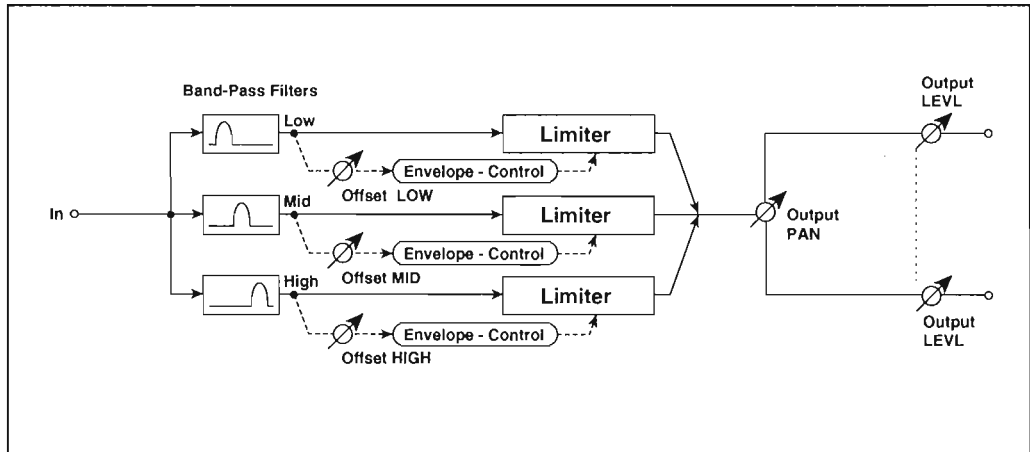 Band-Pass Filters
Low
Limiter
Envelope - Control
Offset LOW
In
Mid
Limiter
Envelope - Control
Offset MID
High
Limiter
Envelope - Control
Offset HIGH
Output
PAN
Output
LEVL
Output
LEVL